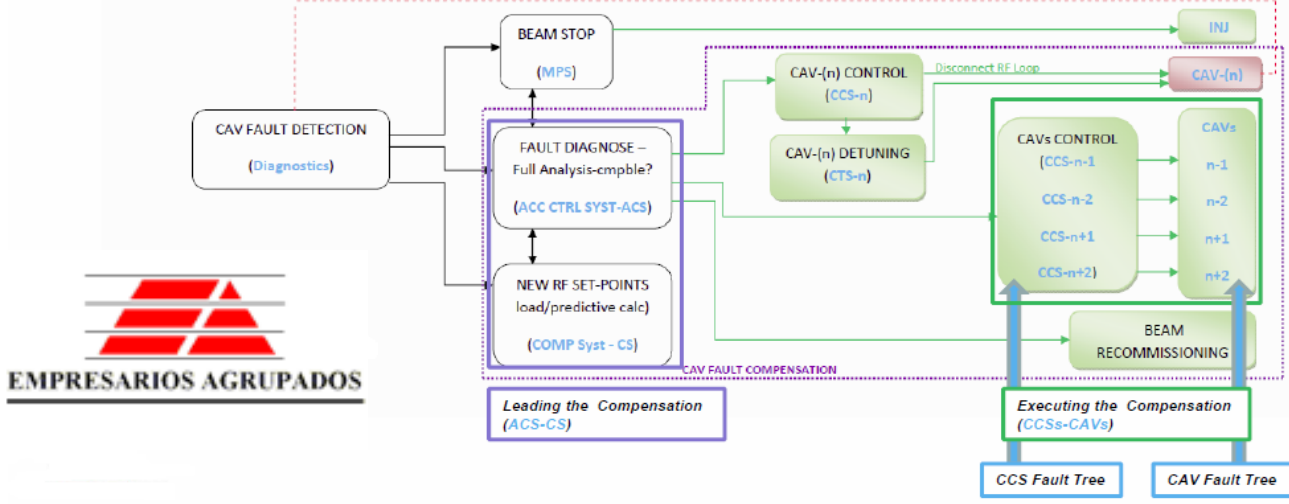 BEAM STOP
(MPS)
INJ
CAV-(n) CONTROL
(CCS-n)
Disconnect RF Loop
CAV-(n)
CAV FAULT DETECTION
(Diagnostics)
FAULT DIAGNOSE –
Full Analysis-cmpble?
(ACC CTRL SYST-ACS)
CAV-(n) DETUNING
(CTS-n)
CAVs CONTROL
(CCS-n-1
CCS-n-2
CCS-n+1
CCS-n+2)
CAVs
n-1
n-2
n+1
n+2
NEW RF SET-POINTS
load/predictive calc)
(COMP Syst - CS)
BEAM
RECOMMISSIONING
CAV FAULT COMPENSATION
EMPRESARIOS AGRUPADOS
Leading the Compensation
(ACS-CS)
Executing the Compensation
(CCSs-CAVs)
CCS Fault Tree
CAV Fault Tree